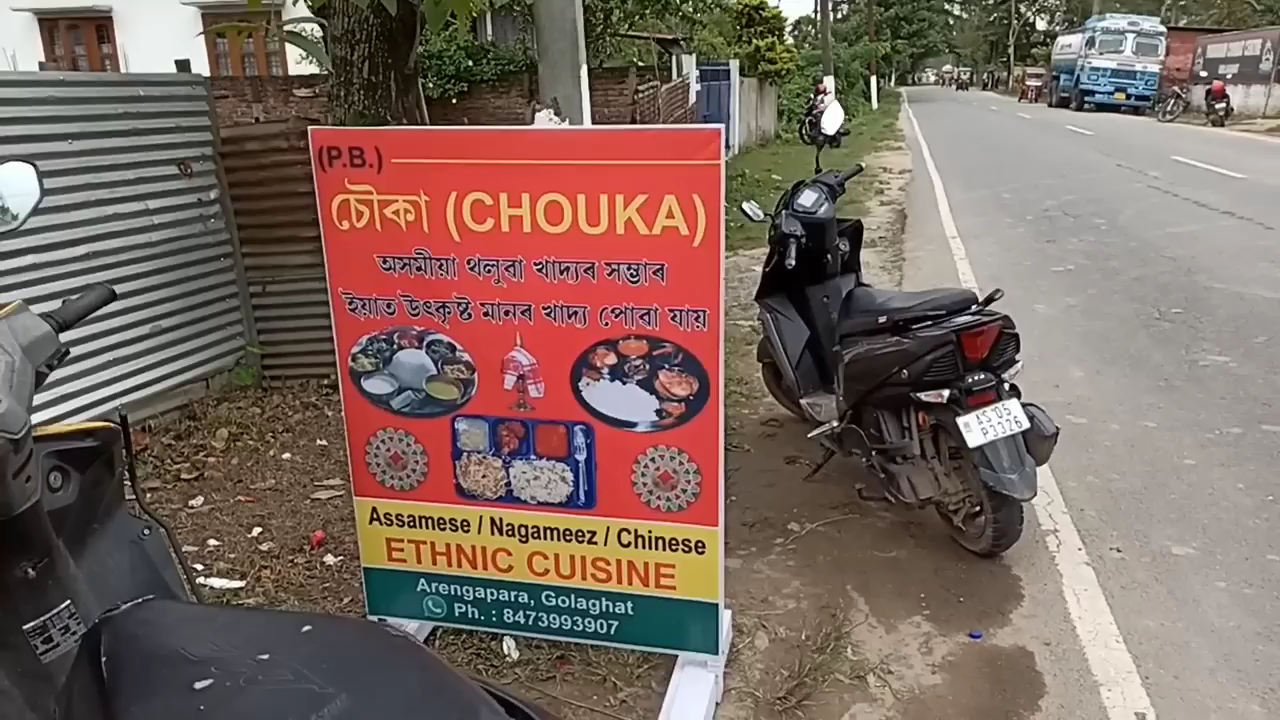 (P.B.)
চৌকা (CHOUKA)
অসমীয়া থলুৱা খাদ্যৰ সম্ভাৰ
ইয়াত উৎকৃষ্ট মানৰ খাদ্য পোৱা যায়
Assamese / Nagameez / Chinese
ETHNIC CUISINE
Arengapara, Golaghat
Ph. : 8473993907
AS 05
P3326